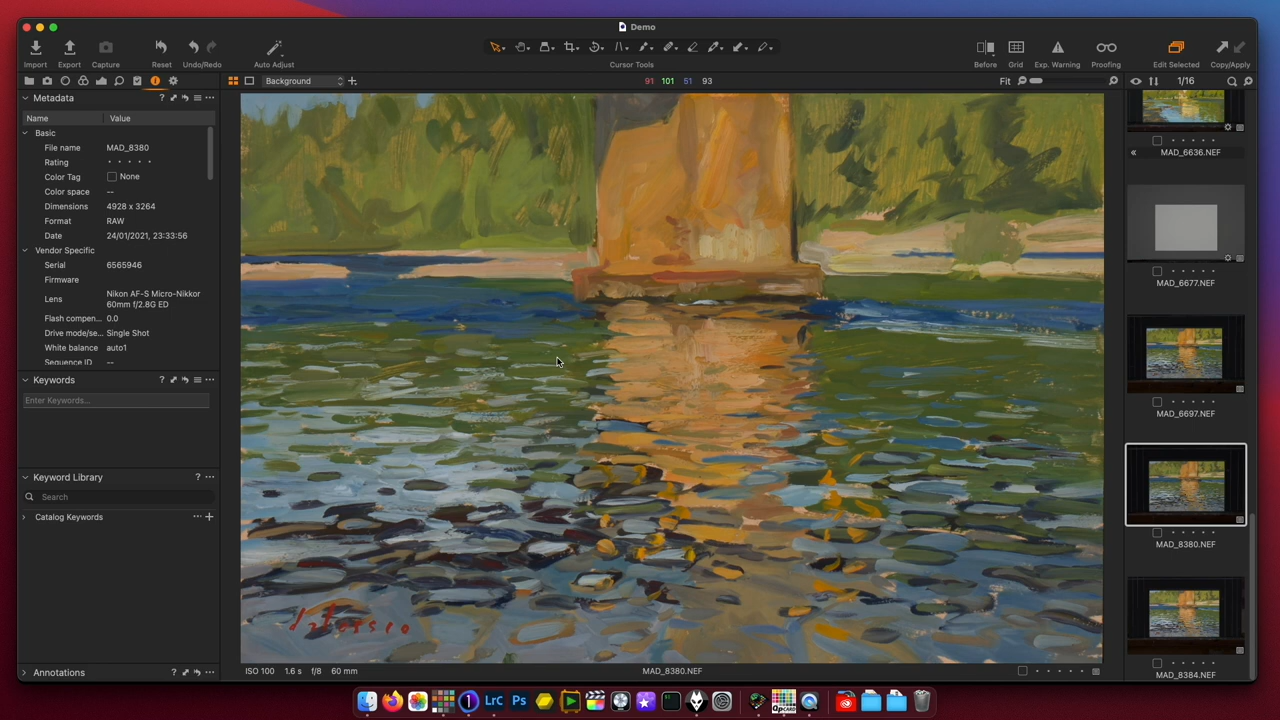 Demo
Import Export Capture Reset Undo/Redo Auto Adjust Cursor Tools Before Grid Exp. Warning Proofing Edit Selected Copy/Apply
Background 91 101 51 93 Fit 1/16
Metadata
Name Value
Basic
File name MAD_8380
Rating
Color Tag None
Color space --
Dimensions 4928 x 3264
Format RAW
Date 24/01/2021, 23:33:56
Vendor Specific
Serial 6565946
Firmware
Lens Nikon AF-S Micro-Nikkor
60mm f/2.8G ED
Flash compen... 0.0
Drive mode/se... Single Shot
White balance auto1
Sequence ID --
Keywords
Enter Keywords...
Keyword Library
Search
Catalog Keywords
Annotations
ISO 100 1.6 s f/8 60 mm MAD_8380.NEF
MAD_6636.NEF
MAD_6677.NEF
MAD_6697.NEF
MAD_8380.NEF
MAD_8384.NEF
1 LrC Ps QPCARD